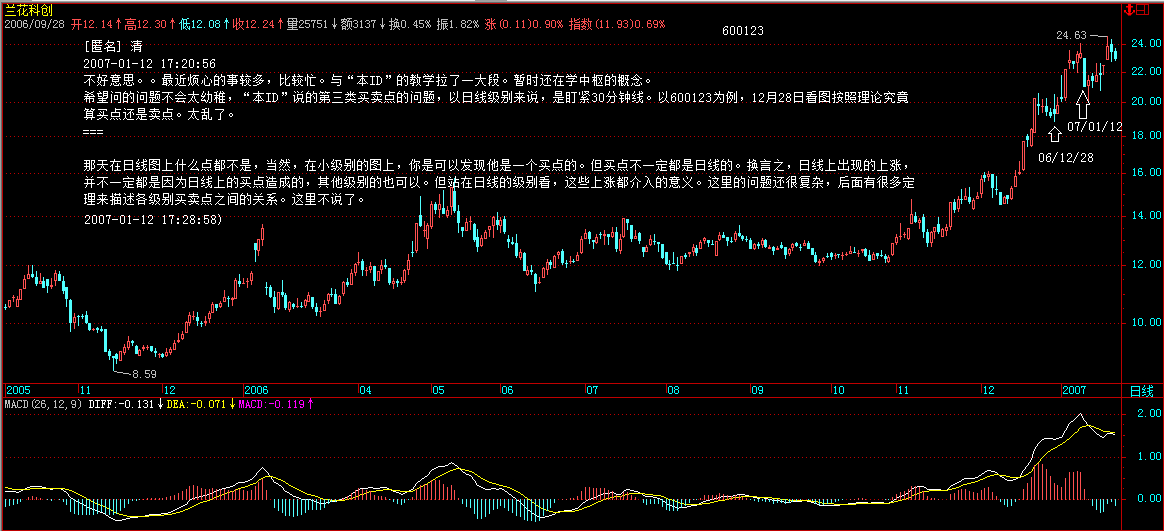 兰花科创
2006/09/28 开12.14↑高12.30↑低12.08↑收12.24↑量25751↓额3137↓换0.45% 振1.82% 涨(0.11)0.90% 指数(11.93)0.69%
600123
24.63
[匿名] 清
2007-01-12 17:20:56
不好意思。。最近烦心的事较多，比较忙。与“本ID”的教学拉了一大段。暂时还在学中枢的概念。
希望问的问题不会太幼稚，“本ID”说的第三类买卖点的问题，以日线级别来说，是盯紧30分钟线。以600123为例，12月28日看图按照理论究竟
算买点还是卖点。太乱了。
===
那天在日线图上什么点都不是，当然，在小级别的图上，你是可以发现他是一个买点的。但买点不一定都是日线的。换言之，日线上出现的上涨，
并不一定都是因为日线上的买点造成的，其他级别的也可以。但站在日线的级别看，这些上涨都介入的意义。这里的问题还很复杂，后面有很多定
理来描述各级别买卖点之间的关系。这里不说了。
2007-01-12 17:28:58)
07/01/12
06/12/28
24.00
22.00
20.00
18.00
16.00
14.00
12.00
10.00
8.59
2005 11 12 2006 04 05 06 07 08 09 10 11 12 2007 日线
MACD(26,12,9) DIFF:-0.131↓DEA:-0.071↓MACD:-0.119↑
2.00
1.00
0.00